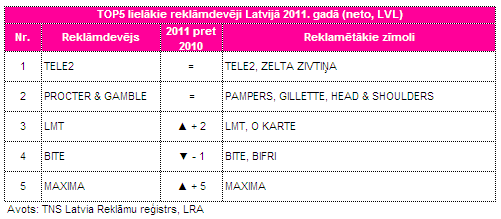 TOP5 lielākie reklāmdevēji Latvijā 2011. gadā (neto, LVL)
Nr. Reklāmdevējs 2011 pret 2010 Reklamētākie zīmoli
1 TELE2 = TELE2, ZELTA ZIVTIŅA
2 PROCTER & GAMBLE = PAMPERS, GILLETTE, HEAD & SHOULDERS
3 LMT ▲ + 2 LMT, O KARTE
4 BITE ▼ - 1 BITE, BIFRI
5 MAXIMA ▲ + 5 MAXIMA
Avots: TNS Latvia Reklāmu reģistrs, LRA